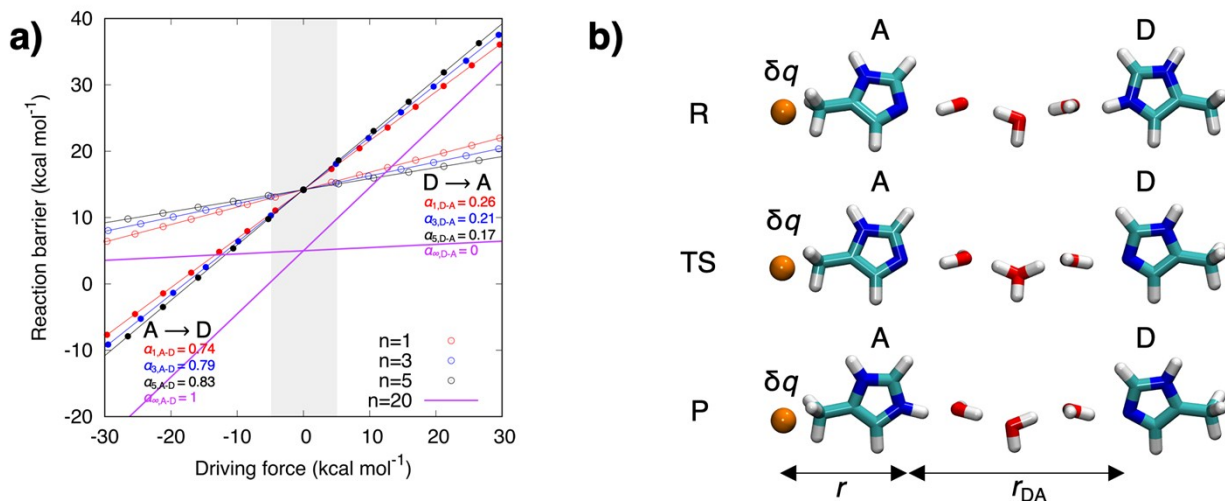 a)
Reaction barrier (kcal mol⁻¹)
40
30
20
10
0
-10
-20
D → A
α1,D-A = 0.26
α3,D-A = 0.21
α5,D-A = 0.17
α∞,D-A = 0
A → D
α1,A-D = 0.74
α3,A-D = 0.79
α5,A-D = 0.83
α∞,A-D = 1
n=1
n=3
n=5
n=20
-30 -20 -10 0 10 20 30
Driving force (kcal mol⁻¹)
b)
A D
δq
R
A D
δq
TS
A D
δq
P
r rDA